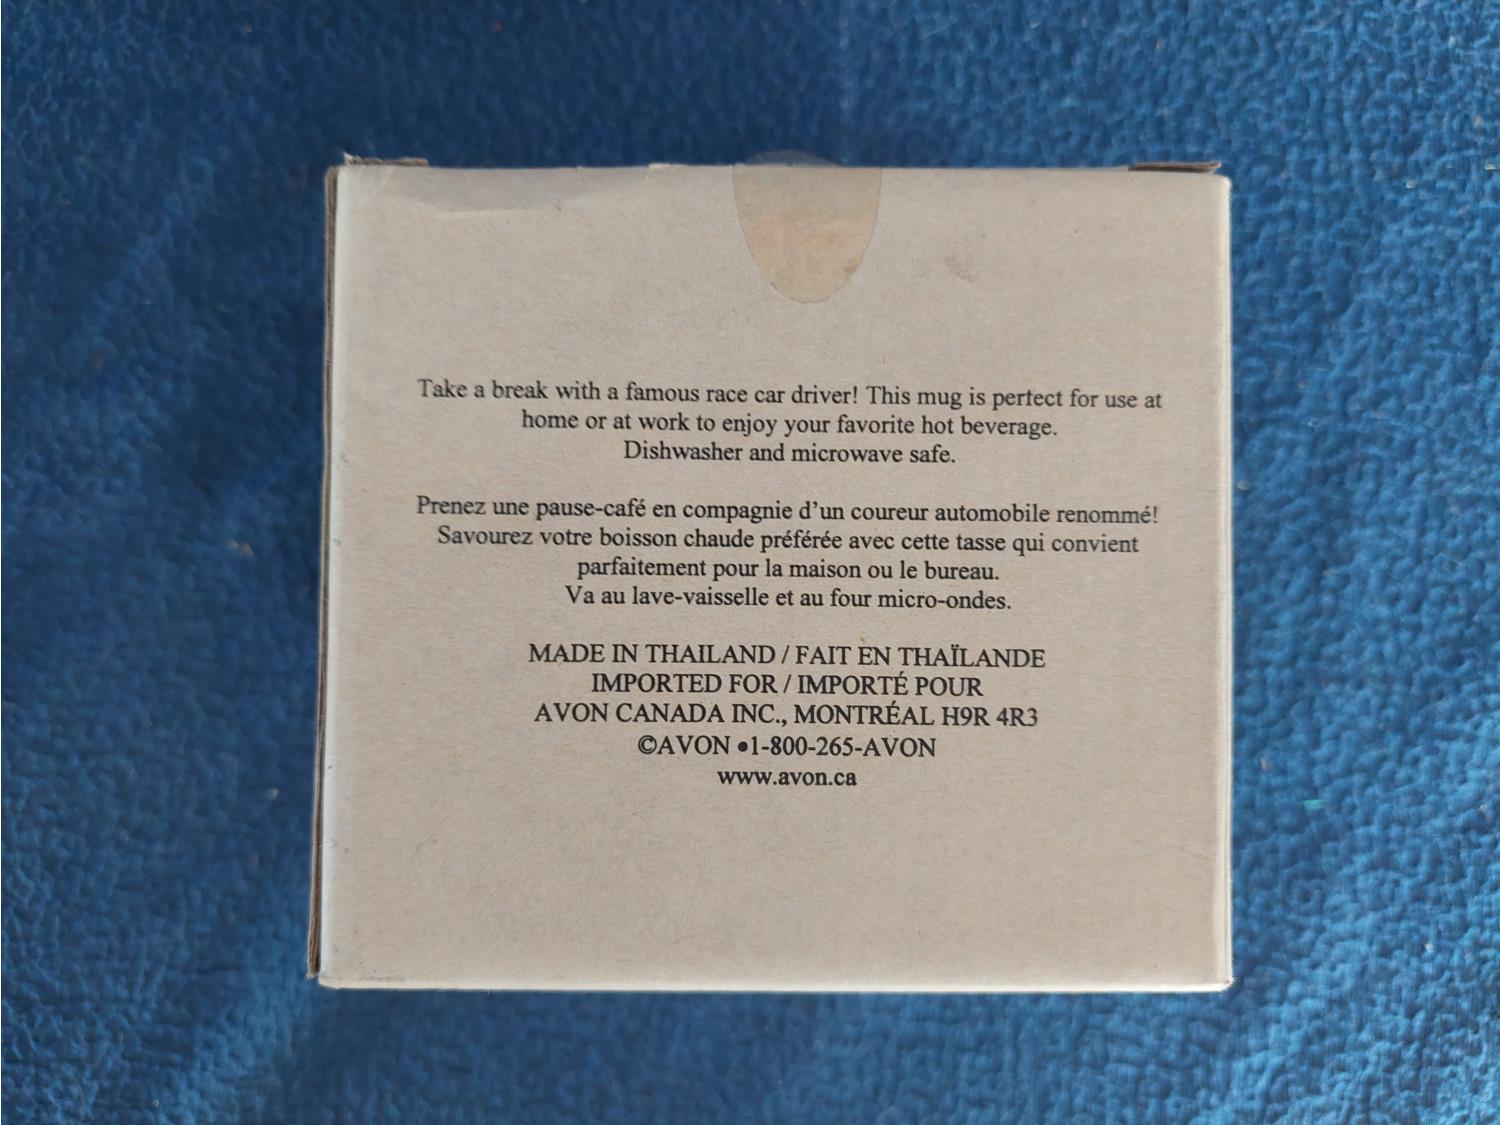 Take a break with a famous race car driver! This mug is perfect for use at
home or at work to enjoy your favorite hot beverage.
Dishwasher and microwave safe.
Prenez une pause-café en compagnie d'un coureur automobile renommé!
Savourez votre boisson chaude préférée avec cette tasse qui convient
parfaitement pour la maison ou le bureau.
Va au lave-vaisselle et au four micro-ondes.
MADE IN THAILAND / FAIT EN THAÏLANDE
IMPORTED FOR / IMPORTÉ POUR
AVON CANADA INC., MONTRÉAL H9R 4R3
©AVON •1-800-265-AVON
www.avon.ca